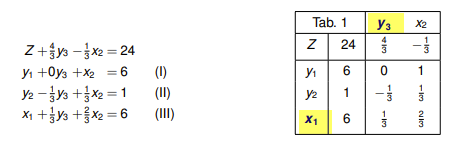 Z + 4/3 y₃ − 1/3 x₂ = 24
y₁ +0y₃ +x₂ = 6 (I)
y₂ − 1/3 y₃ + 1/3 x₂ = 1 (II)
x₁ + 1/3 y₃ + 2/3 x₂ = 6 (III)
Tab. 1 y₃ x₂
Z 24 4/3 −1/3
y₁ 6 0 1
y₂ 1 −1/3 1/3
x₁ 6 1/3 2/3